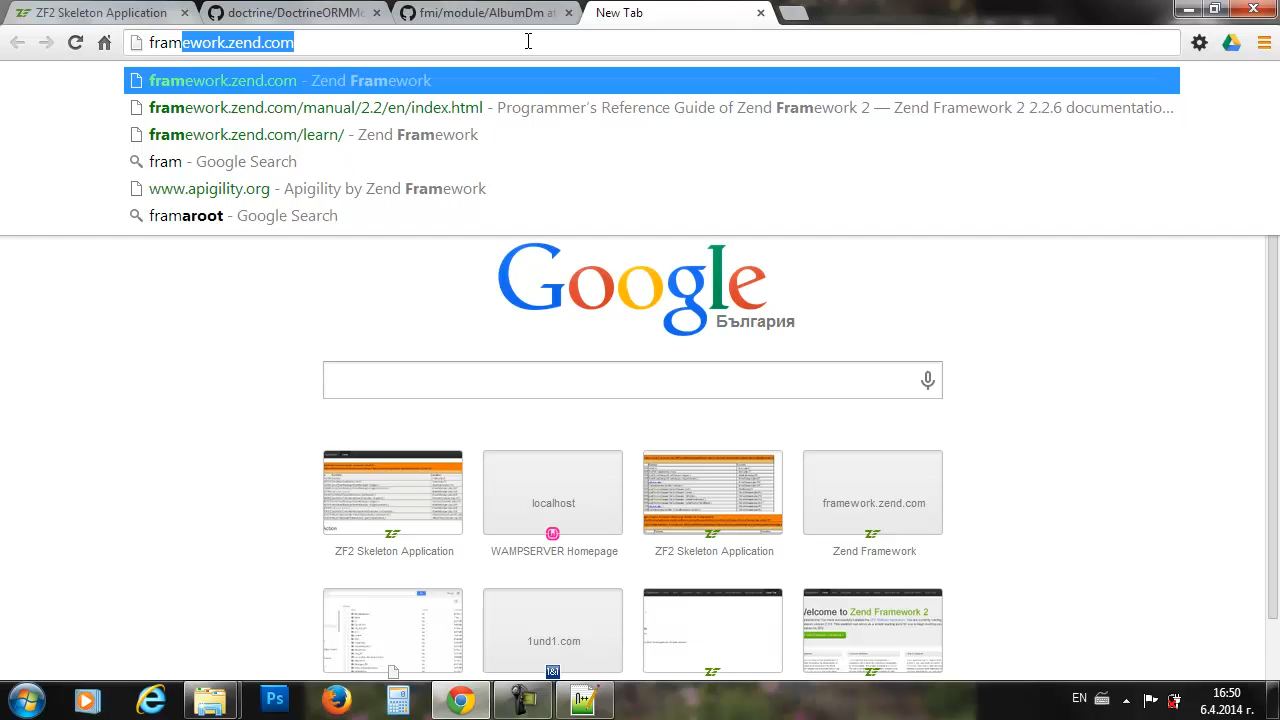 ZF2 Skeleton Application
doctrine/DoctrineORMMo
fmi/module/AlbumDm at
New Tab
framework.zend.com
framework.zend.com - Zend Framework
framework.zend.com/manual/2.2/en/index.html - Programmer's Reference Guide of Zend Framework 2 — Zend Framework 2 2.2.6 documentatio...
framework.zend.com/learn/ - Zend Framework
fram - Google Search
www.apigility.org - Apigility by Zend Framework
framaroot - Google Search
Google
България
localhost
framework.zend.com
ZF2 Skeleton Application
WAMPSERVER Homepage
ZF2 Skeleton Application
Zend Framework
Welcome to Zend Framework 2
EN
16:50
6.4.2014 г.